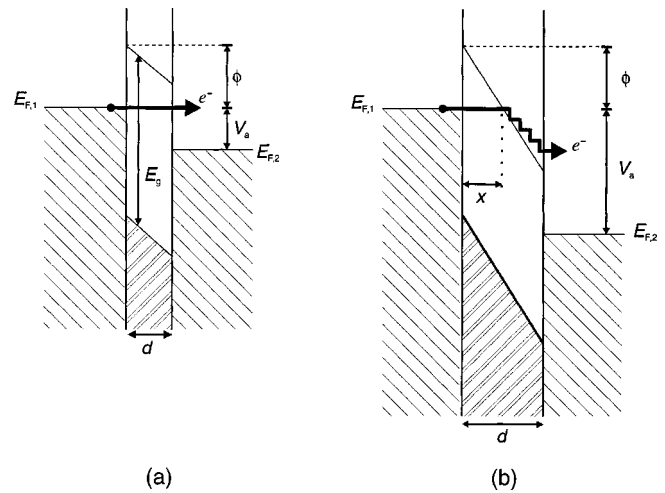 ϕ
E_F,1
e⁻
V_a
E_F,2
E_g
d
(a)
ϕ
E_F,1
e⁻
V_a
x
E_F,2
d
(b)